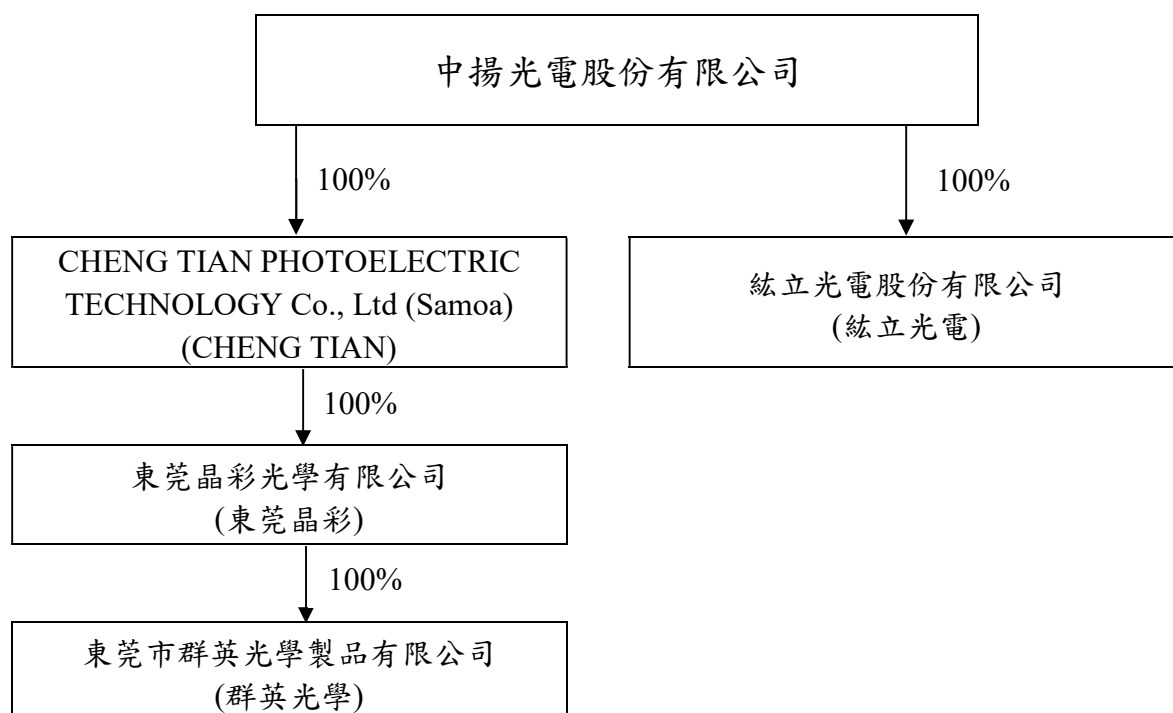 中揚光電股份有限公司
100%
100%
CHENG TIAN PHOTOELECTRIC
TECHNOLOGY Co., Ltd (Samoa)
(CHENG TIAN)
紘立光電股份有限公司
(紘立光電)
100%
東莞晶彩光學有限公司
(東莞晶彩)
100%
東莞市群英光學製品有限公司
(群英光學)